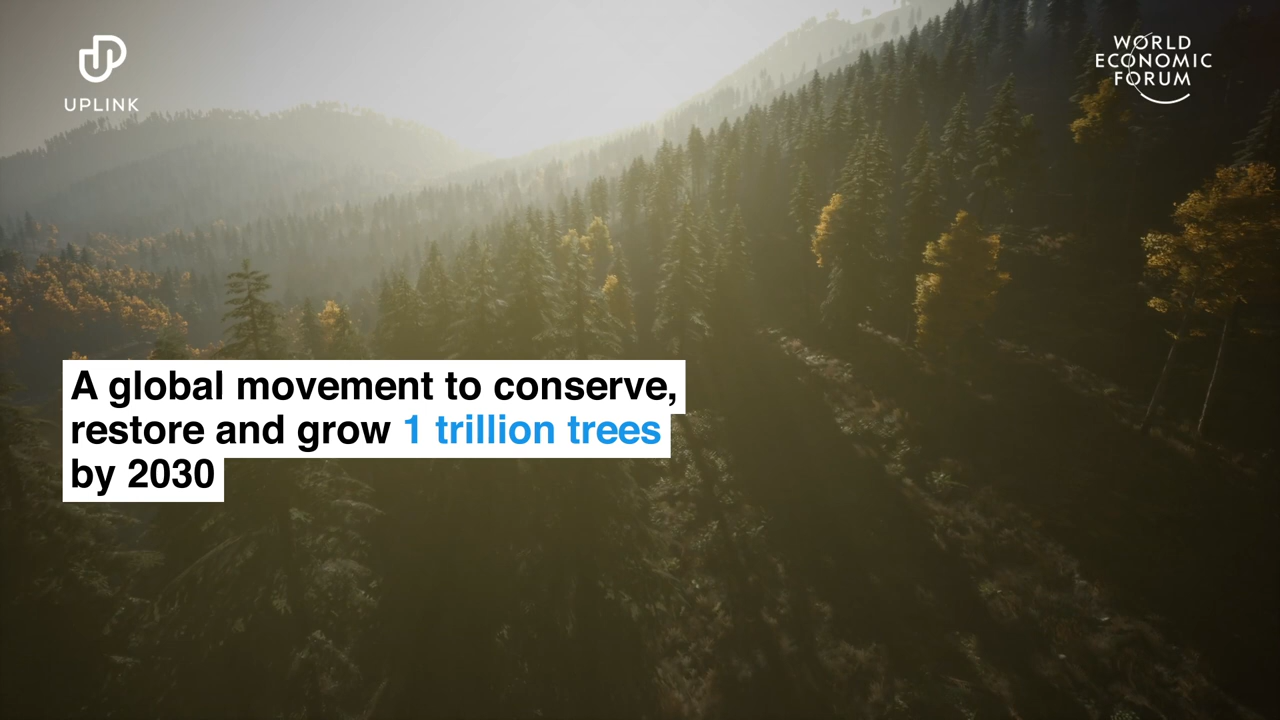 UPLINK
WORLD
ECONOMIC
FORUM
A global movement to conserve,
restore and grow 1 trillion trees
by 2030